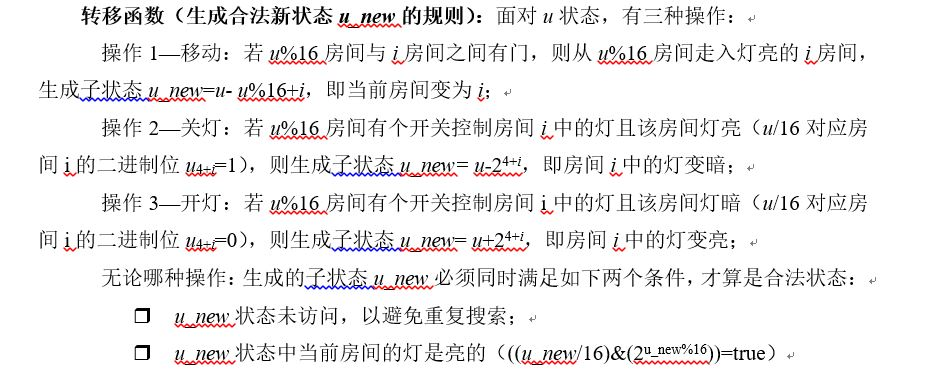 转移函数（生成合法新状态 u_new 的规则）：面对 u 状态，有三种操作：
操作 1—移动：若 u%16 房间与 i 房间之间有门，则从 u%16 房间走入灯亮的 i 房间，
生成子状态 u_new=u- u%16+i，即当前房间变为 i；
操作 2—关灯：若 u%16 房间有个开关控制房间 i 中的灯且该房间灯亮（u/16 对应房
间 i 的二进制位 u₄₊ᵢ=1），则生成子状态 u_new= u-2⁴⁺ⁱ，即房间 i 中的灯变暗；
操作 3—开灯：若 u%16 房间有个开关控制房间 i 中的灯且该房间灯暗（u/16 对应房
间 i 的二进制位 u₄₊ᵢ=0），则生成子状态 u_new= u+2⁴⁺ⁱ，即房间 i 中的灯变亮；
无论哪种操作：生成的子状态 u_new 必须同时满足如下两个条件，才算是合法状态：
❐ u_new 状态未访问，以避免重复搜索；
❐ u_new 状态中当前房间的灯是亮的（((u_new/16)&(2^u_new%16))=true）